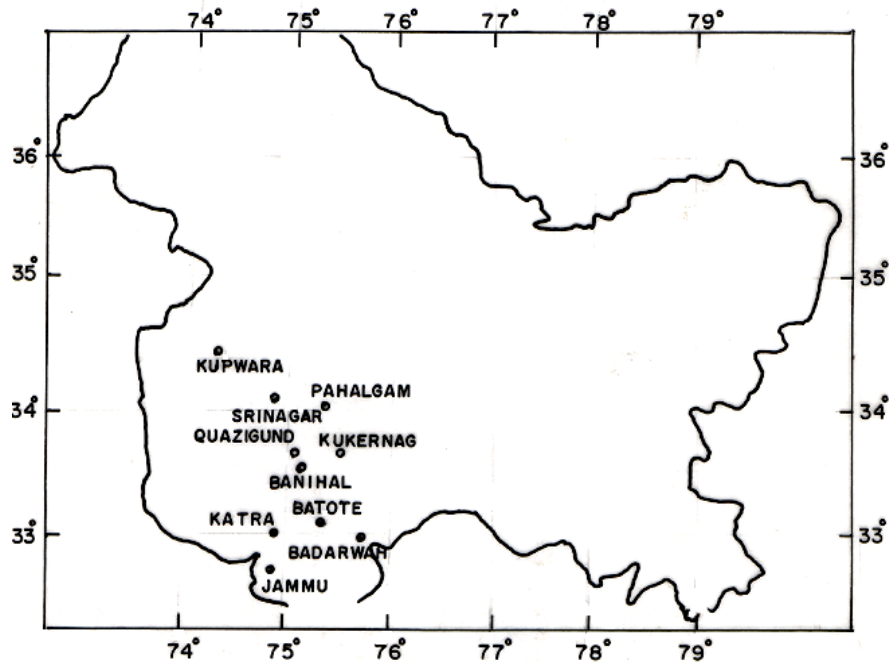 74° 75° 76° 77° 78° 79°
36° 36°
35° 35°
KUPWARA
PAHALGAM
34° 34°
SRINAGAR
QUAZIGUND KUKERNAG
BANIHAL
BATOTE
KATRA
33° 33°
BADARWAH
JAMMU
74° 75° 76° 77° 78° 79°